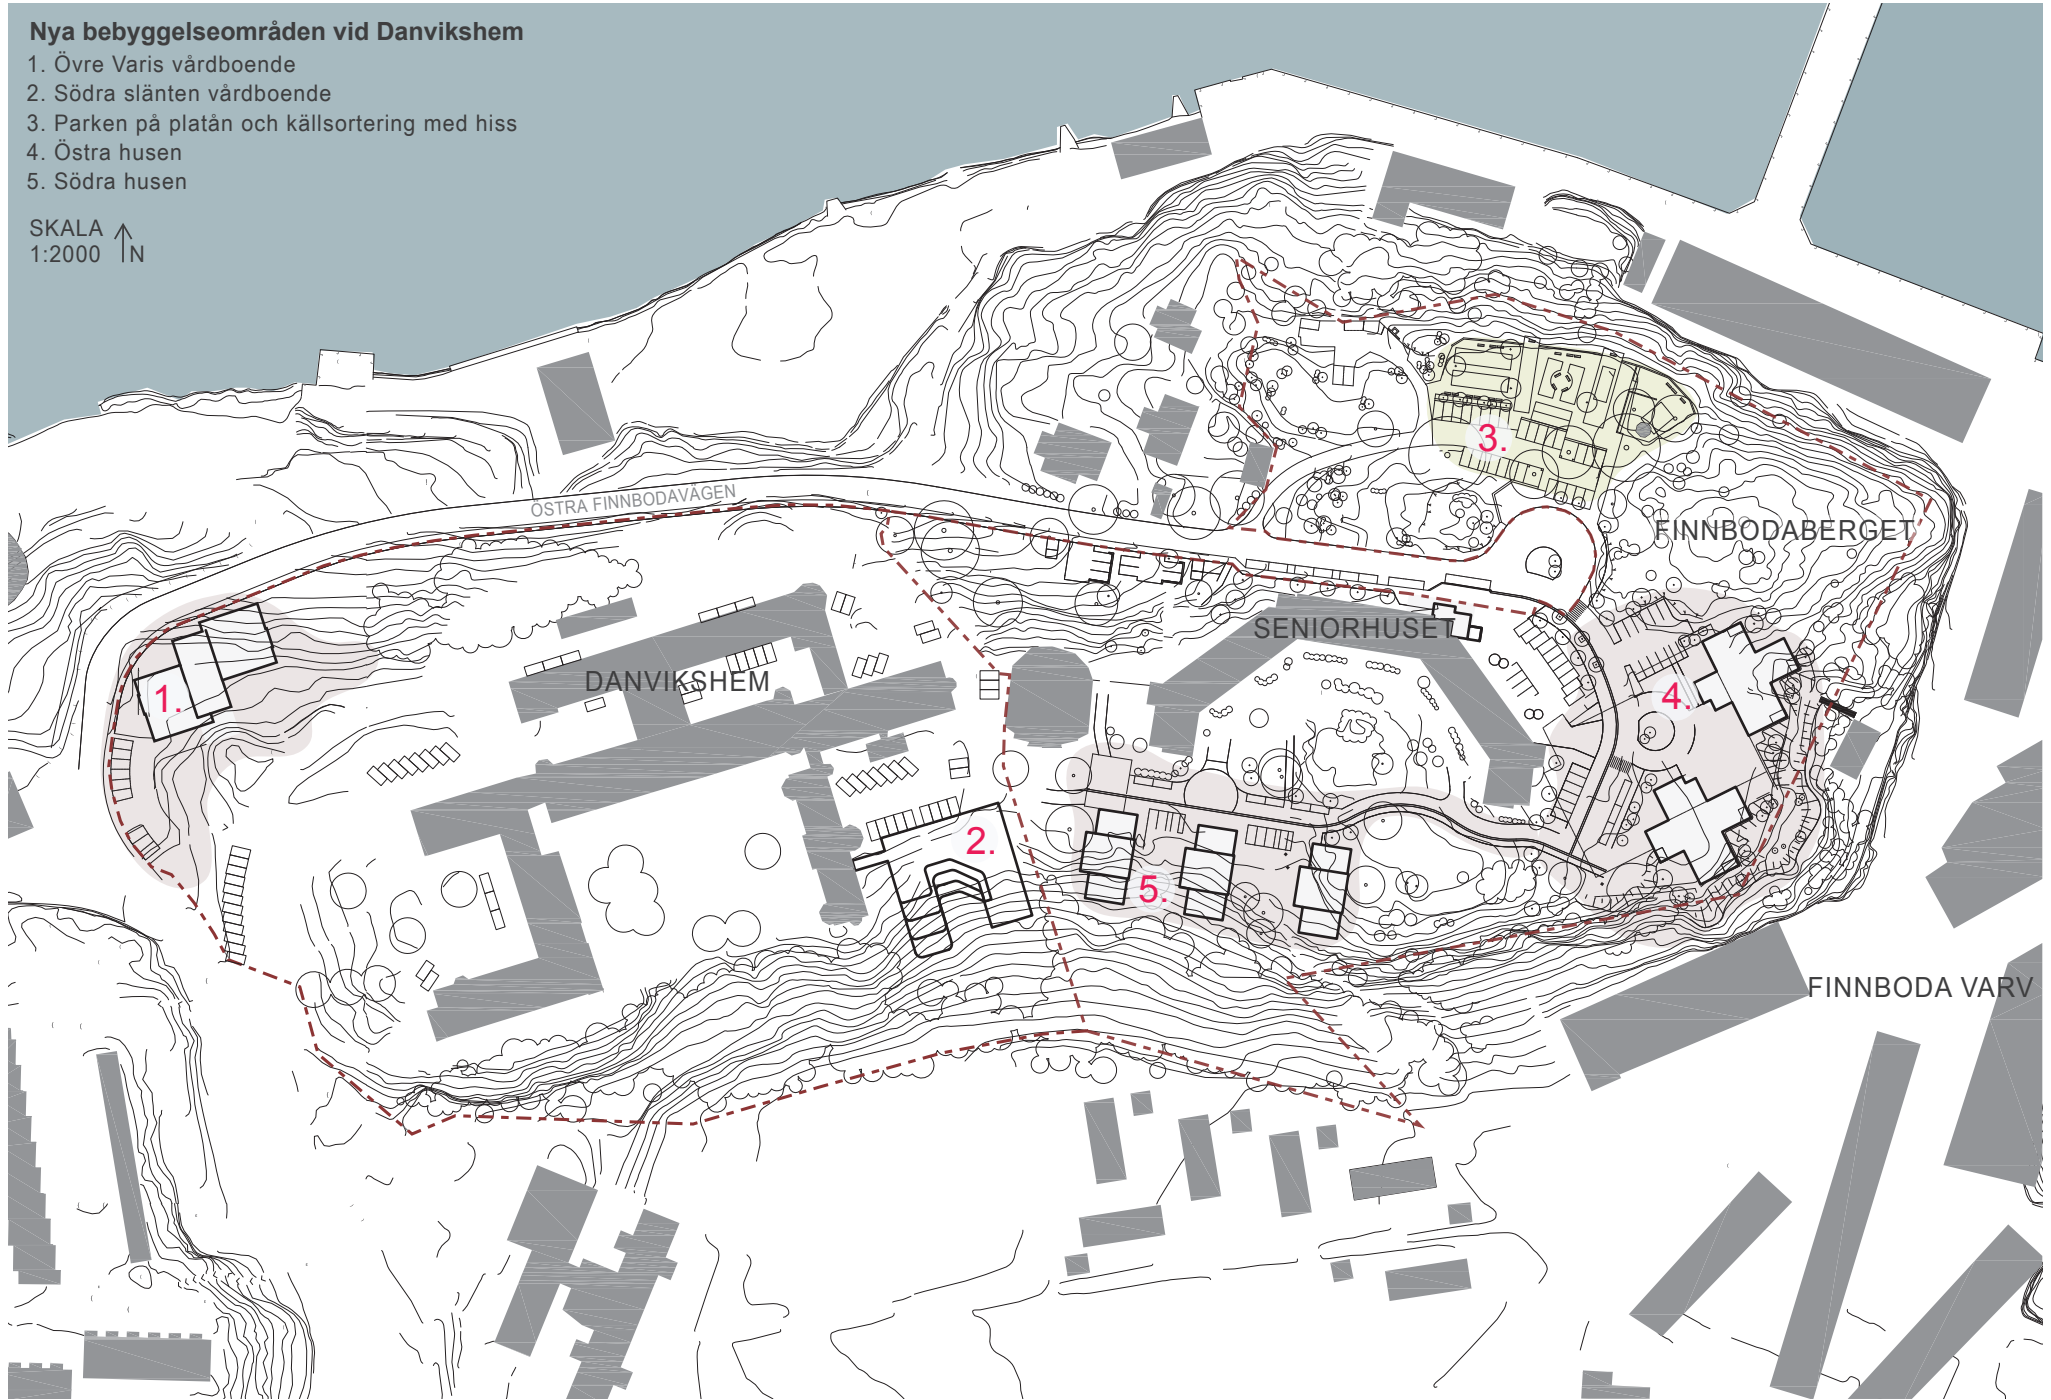 Nya bebyggelseområden vid Danvikshem
1. Övre Varis vårdboende
2. Södra slänten vårdboende
3. Parken på platån och källsortering med hiss
4. Östra husen
5. Södra husen
SKALA
1:2000 N
ÖSTRA FINNBODAVÄGEN
3.
FINNBODABERGET
SENIORHUSET
DANVIKSHEM
1.
4.
2.
5.
FINNBODA VARV